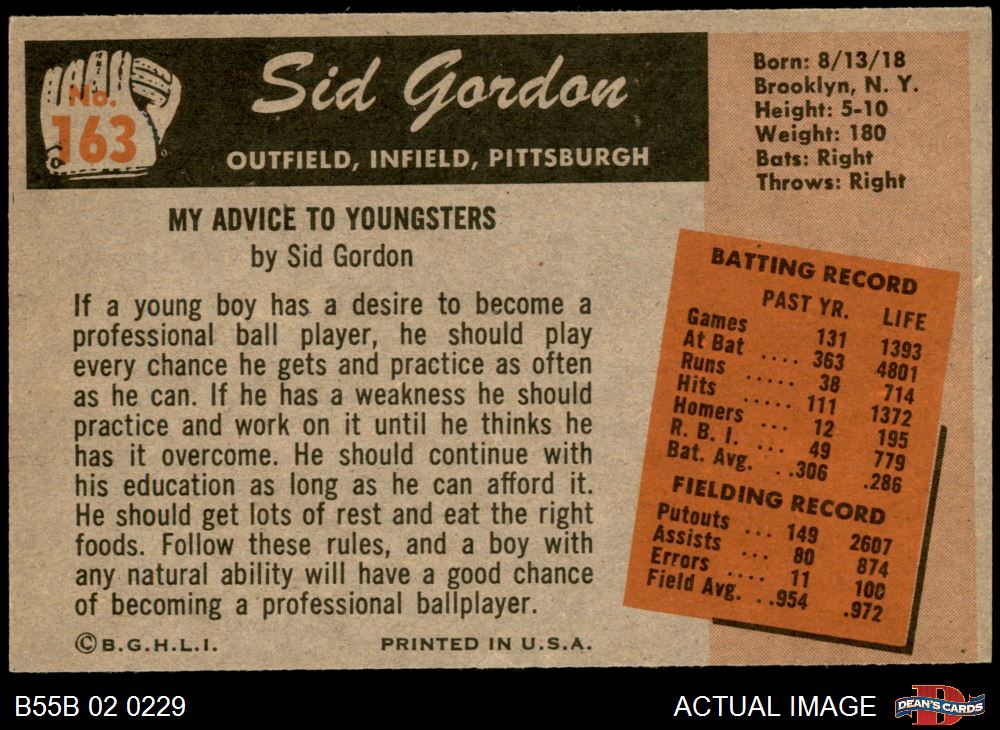 No.
163
Sid Gordon
OUTFIELD, INFIELD, PITTSBURGH
Born: 8/13/18
Brooklyn, N. Y.
Height: 5-10
Weight: 180
Bats: Right
Throws: Right
MY ADVICE TO YOUNGSTERS
by Sid Gordon
If a young boy has a desire to become a
professional ball player, he should play
every chance he gets and practice as often
as he can. If he has a weakness he should
practice and work on it until he thinks he
has it overcome. He should continue with
his education as long as he can afford it.
He should get lots of rest and eat the right
foods. Follow these rules, and a boy with
any natural ability will have a good chance
of becoming a professional ballplayer.
©B.G.H.L.I. PRINTED IN U.S.A.
BATTING RECORD
PAST YR. LIFE
Games 131 1393
At Bat .... 363 4801
Runs ..... 38 714
Hits ..... 111 1372
Homers ... 12 195
R. B. I. ... 49 779
Bat. Avg. ..306 .286
FIELDING RECORD
Putouts ... 149 2607
Assists ... 80 874
Errors .... 11 100
Field Avg. ..954 .972
B55B 02 0229 ACTUAL IMAGE DEAN'S CARDS